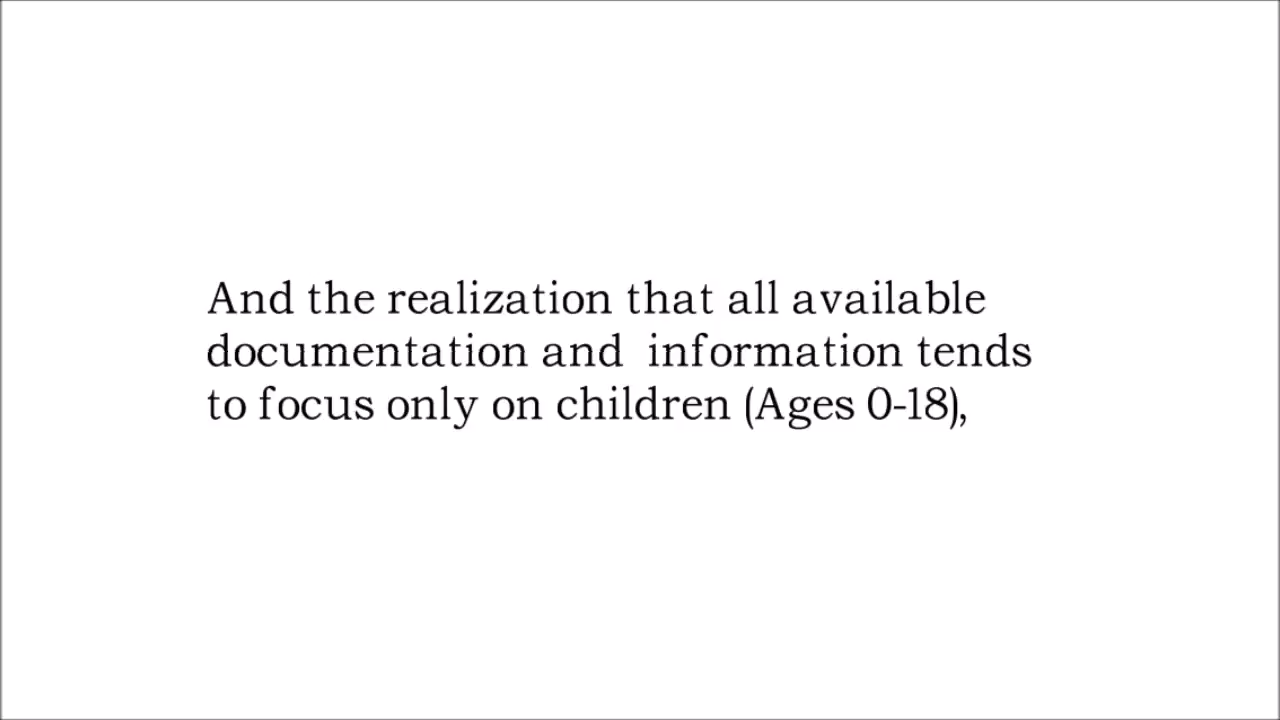 And the realization that all available
documentation and  information tends
to focus only on children (Ages 0-18),